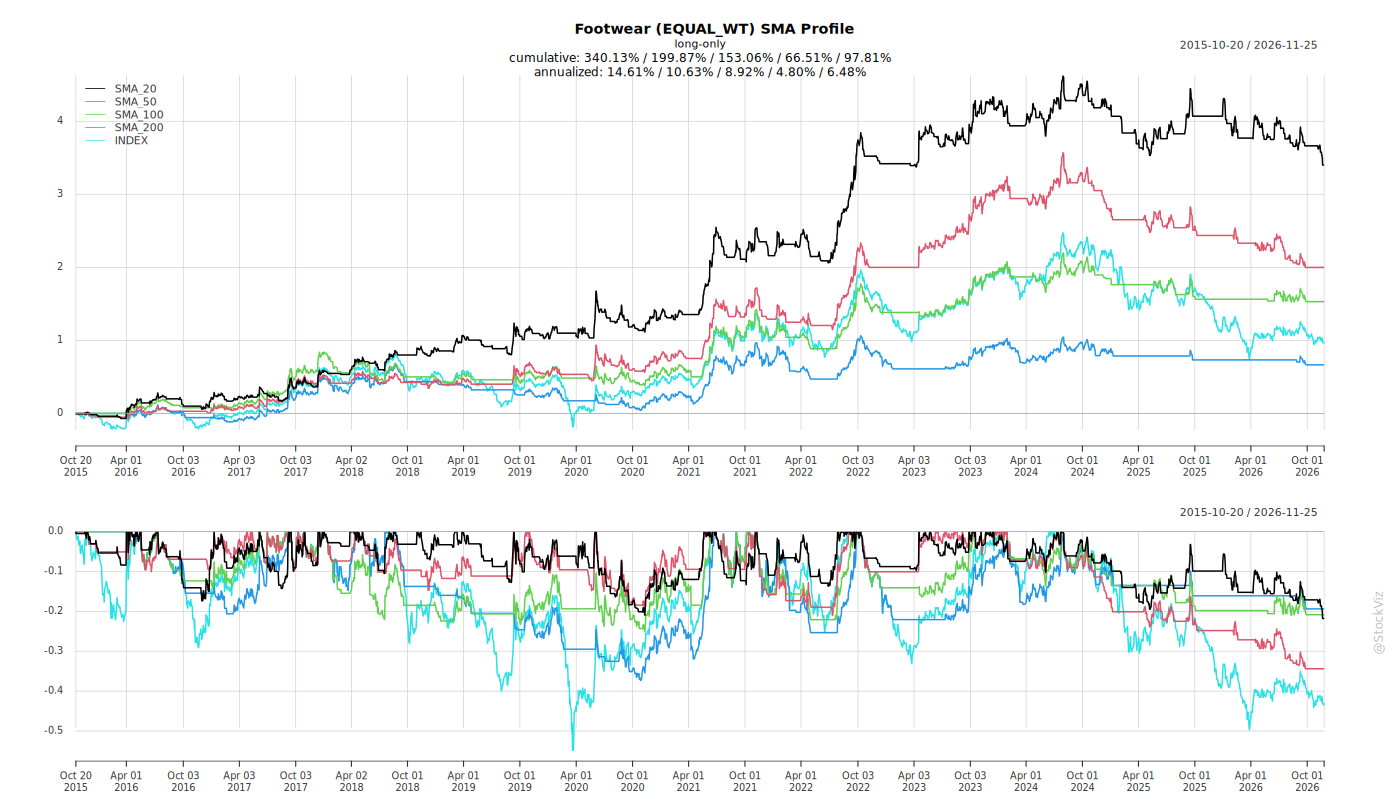 Footwear (EQUAL_WT) SMA Profile
long-only
cumulative: 340.13% / 199.87% / 153.06% / 66.51% / 97.81%
annualized: 14.61% / 10.63% / 8.92% / 4.80% / 6.48%
2015-10-20 / 2026-11-25
SMA_20
SMA_50
SMA_100
SMA_200
INDEX
4
3
2
1
0
Oct 20 Apr 01 Oct 03 Apr 03 Oct 03 Apr 02 Oct 01 Apr 01 Oct 01 Apr 01 Oct 01 Apr 01 Oct 01 Apr 01 Oct 03 Apr 03 Oct 03 Apr 01 Oct 01 Apr 01 Oct 01 Apr 01 Oct 01
2015 2016 2016 2017 2017 2018 2018 2019 2019 2020 2020 2021 2021 2022 2022 2023 2023 2024 2024 2025 2025 2026 2026
2015-10-20 / 2026-11-25
0.0
-0.1
-0.2
-0.3
-0.4
-0.5
Oct 20 Apr 01 Oct 03 Apr 03 Oct 03 Apr 02 Oct 01 Apr 01 Oct 01 Apr 01 Oct 01 Apr 01 Oct 01 Apr 01 Oct 03 Apr 03 Oct 03 Apr 01 Oct 01 Apr 01 Oct 01 Apr 01 Oct 01
2015 2016 2016 2017 2017 2018 2018 2019 2019 2020 2020 2021 2021 2022 2022 2023 2023 2024 2024 2025 2025 2026 2026
@StockViz